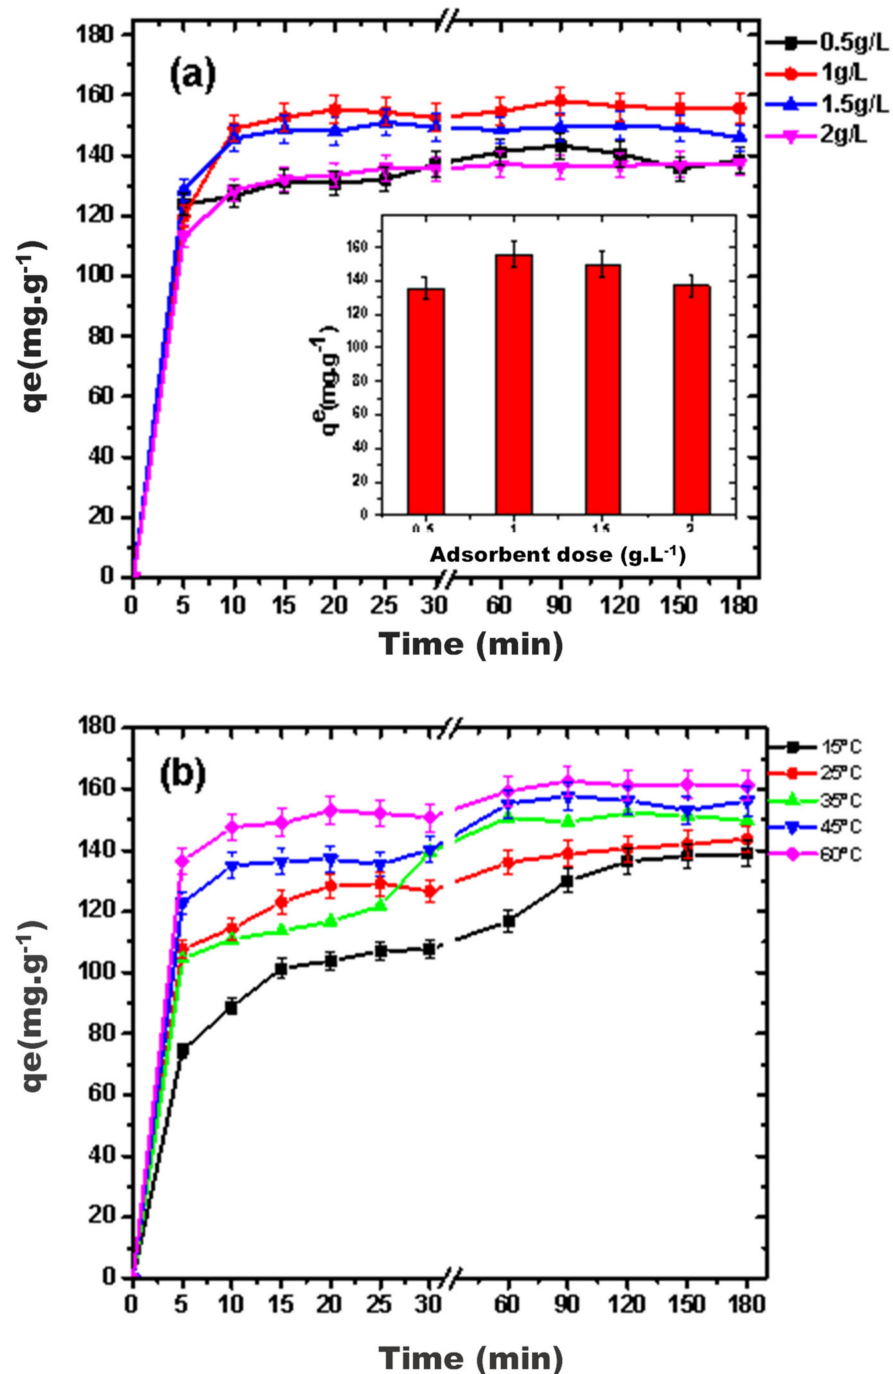 (a)
0.5g/L
1g/L
1.5g/L
2g/L
180
160
140
120
100
80
60
40
20
0
qe(mg.g-1)
160
140
120
100
80
60
40
20
0
qe(mg.g-1)
0.5 1 1.5 2
Adsorbent dose (g.L-1)
0 5 10 15 20 25 30 60 90 120 150 180
Time (min)
(b)
15°C
25°C
35°C
45°C
60°C
180
160
140
120
100
80
60
40
20
0
qe(mg.g-1)
0 5 10 15 20 25 30 60 90 120 150 180
Time (min)